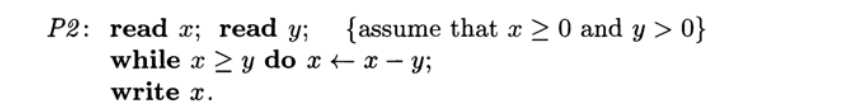 P2: read x; read y; {assume that x ≥ 0 and y > 0}
while x ≥ y do x ← x − y;
write x.